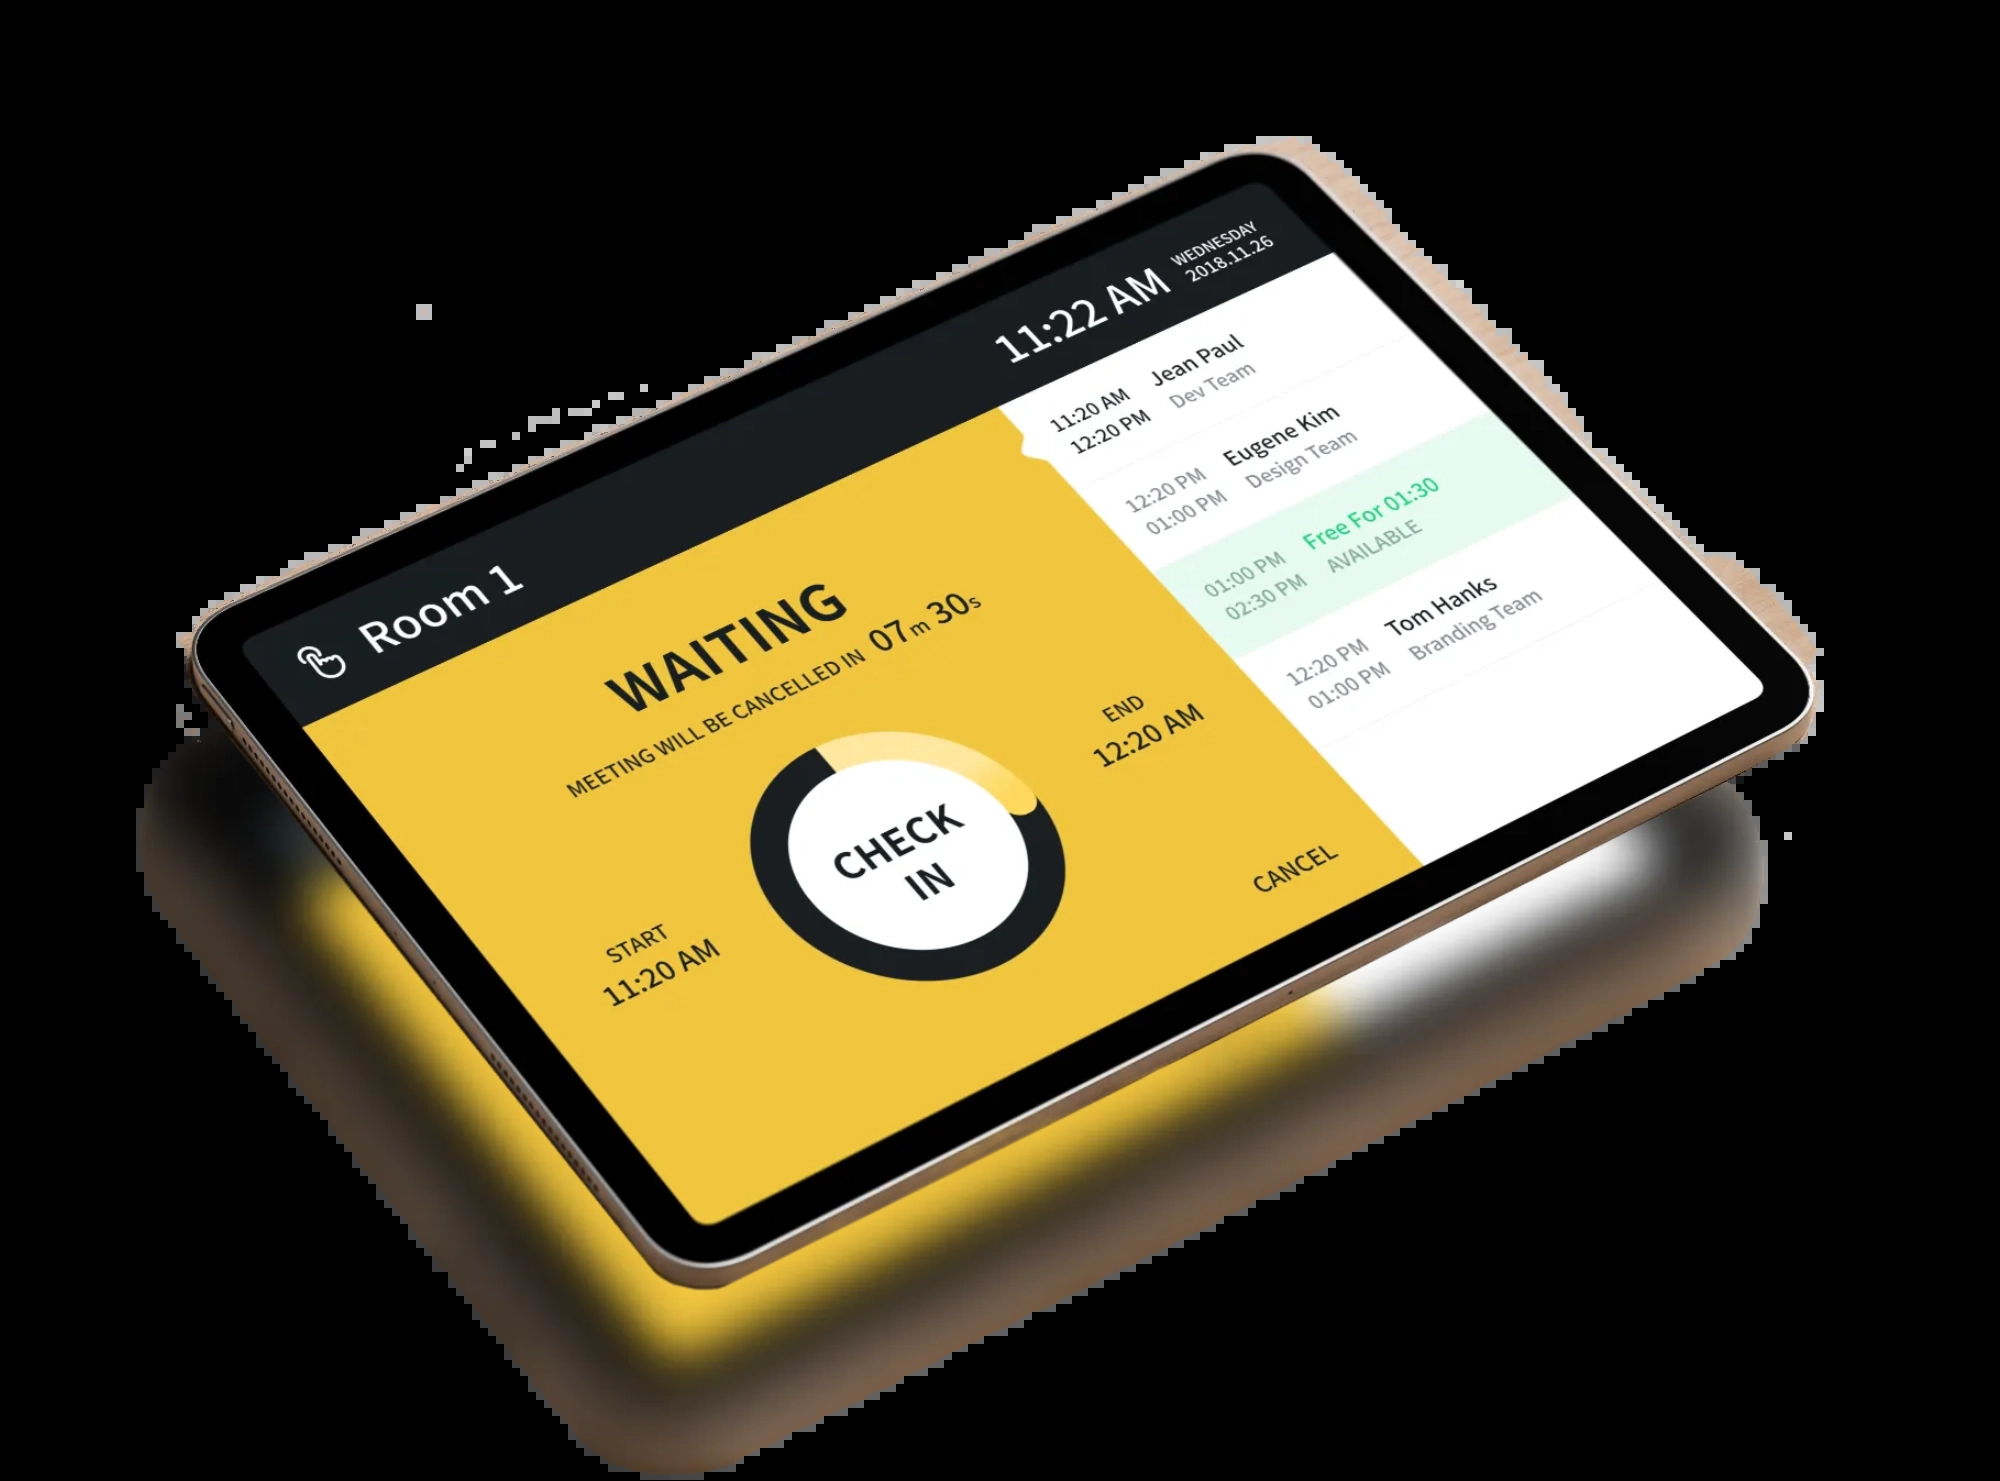 Room 1
11:22 AM
WEDNESDAY
2018.11.26
WAITING
MEETING WILL BE CANCELLED IN 07m 30s
CHECK
IN
START
11:20 AM
END
12:20 AM
CANCEL
11:20 AM Jean Paul
12:20 PM Dev Team
12:20 PM Eugene Kim
01:00 PM Design Team
01:00 PM Free For 01:30
02:30 PM AVAILABLE
12:20 PM Tom Hanks
01:00 PM Branding Team